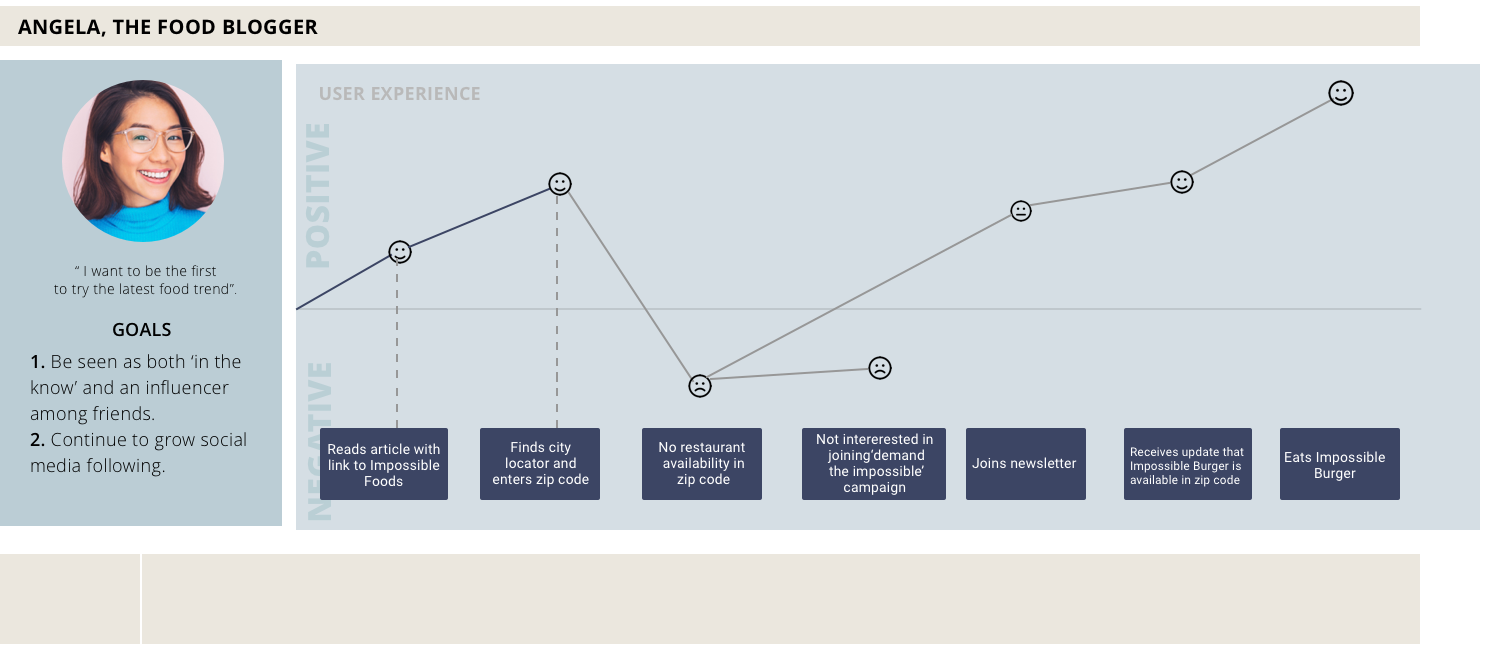 ANGELA, THE FOOD BLOGGER
“ I want to be the first
to try the latest food trend”.
GOALS
1. Be seen as both ‘in the
know’ and an influencer
among friends.
2. Continue to grow social
media following.
USER EXPERIENCE
POSITIVE
NEGATIVE
Reads article with
link to Impossible
Foods
Finds city
locator and
enters zip code
No restaurant
availability in
zip code
Not intererested in
joining‘demand
the impossible’
campaign
Joins newsletter
Receives update that
Impossible Burger is
available in zip code
Eats Impossible
Burger